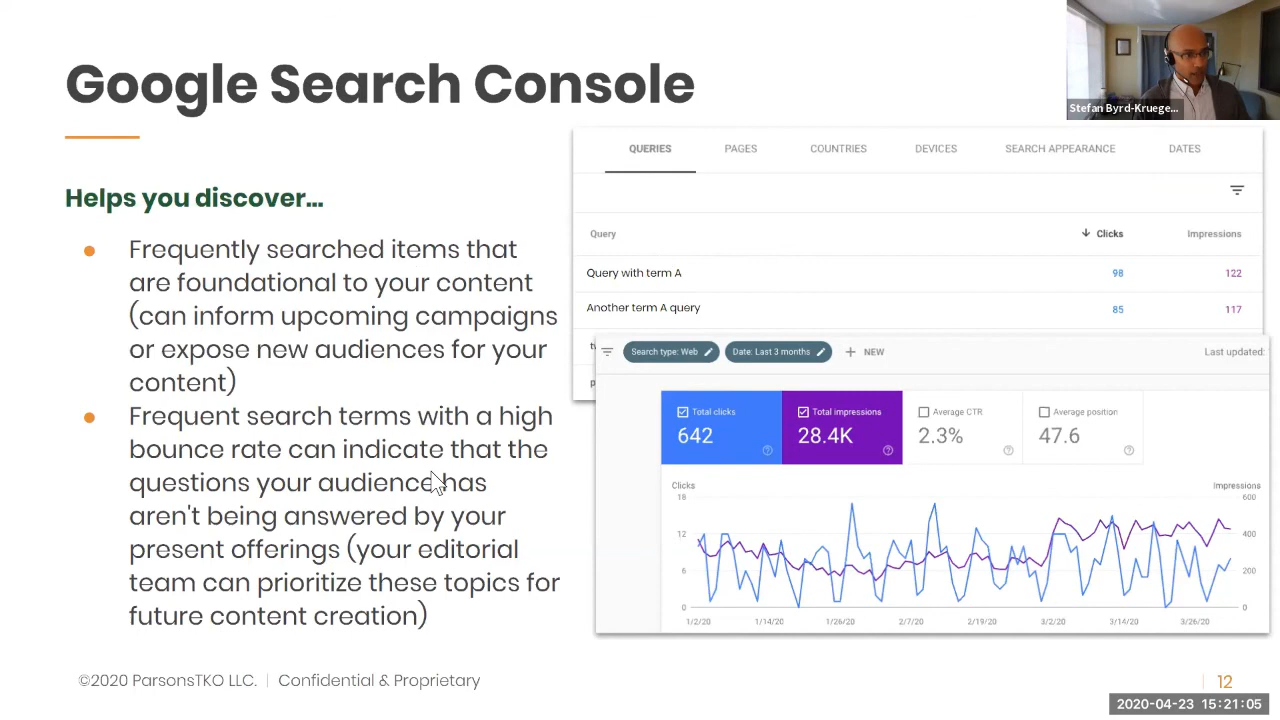 Google Search Console
Stefan Byrd-Kruege...
Helps you discover...
Frequently searched items that
are foundational to your content
(can inform upcoming campaigns
or expose new audiences for your
content)
Frequent search terms with a high
bounce rate can indicate that the
questions your audience has
aren't being answered by your
present offerings (your editorial
team can prioritize these topics for
future content creation)
QUERIES PAGES COUNTRIES DEVICES SEARCH APPEARANCE DATES
Query Clicks Impressions
Query with term A 98 122
Another term A query 85 117
Search type: Web Date: Last 3 months + NEW Last updated:
Total clicks Total impressions Average CTR Average position
642 28.4K 2.3% 47.6
Clicks Impressions
18 600
12 400
6 200
0 0
1/2/20 1/14/20 1/26/20 2/7/20 2/19/20 3/2/20 3/14/20 3/26/20
©2020 ParsonsTKO LLC. | Confidential & Proprietary
12
2020-04-23 15:21:05